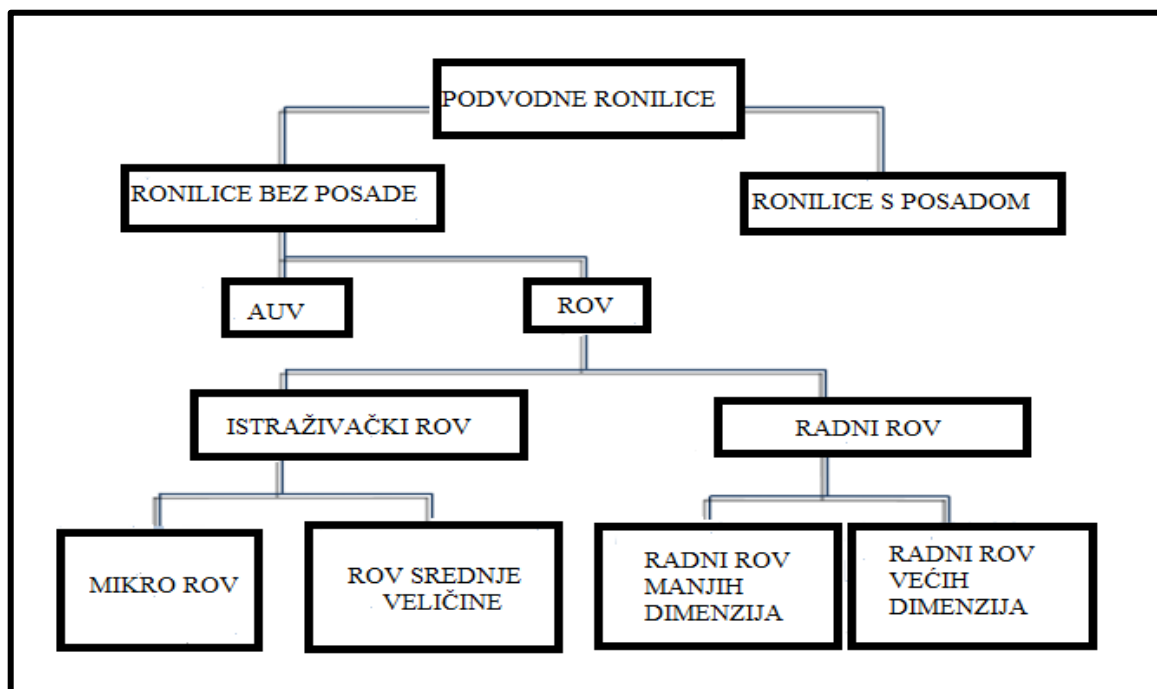 PODVODNE RONILICE
RONILICE BEZ POSADE
RONILICE S POSADOM
AUV
ROV
ISTRAŽIVAČKI ROV
RADNI ROV
MIKRO ROV
ROV SREDNJE
VELIČINE
RADNI ROV
MANJIH
DIMENZIJA
RADNI ROV
VEĆIH
DIMENZIJA